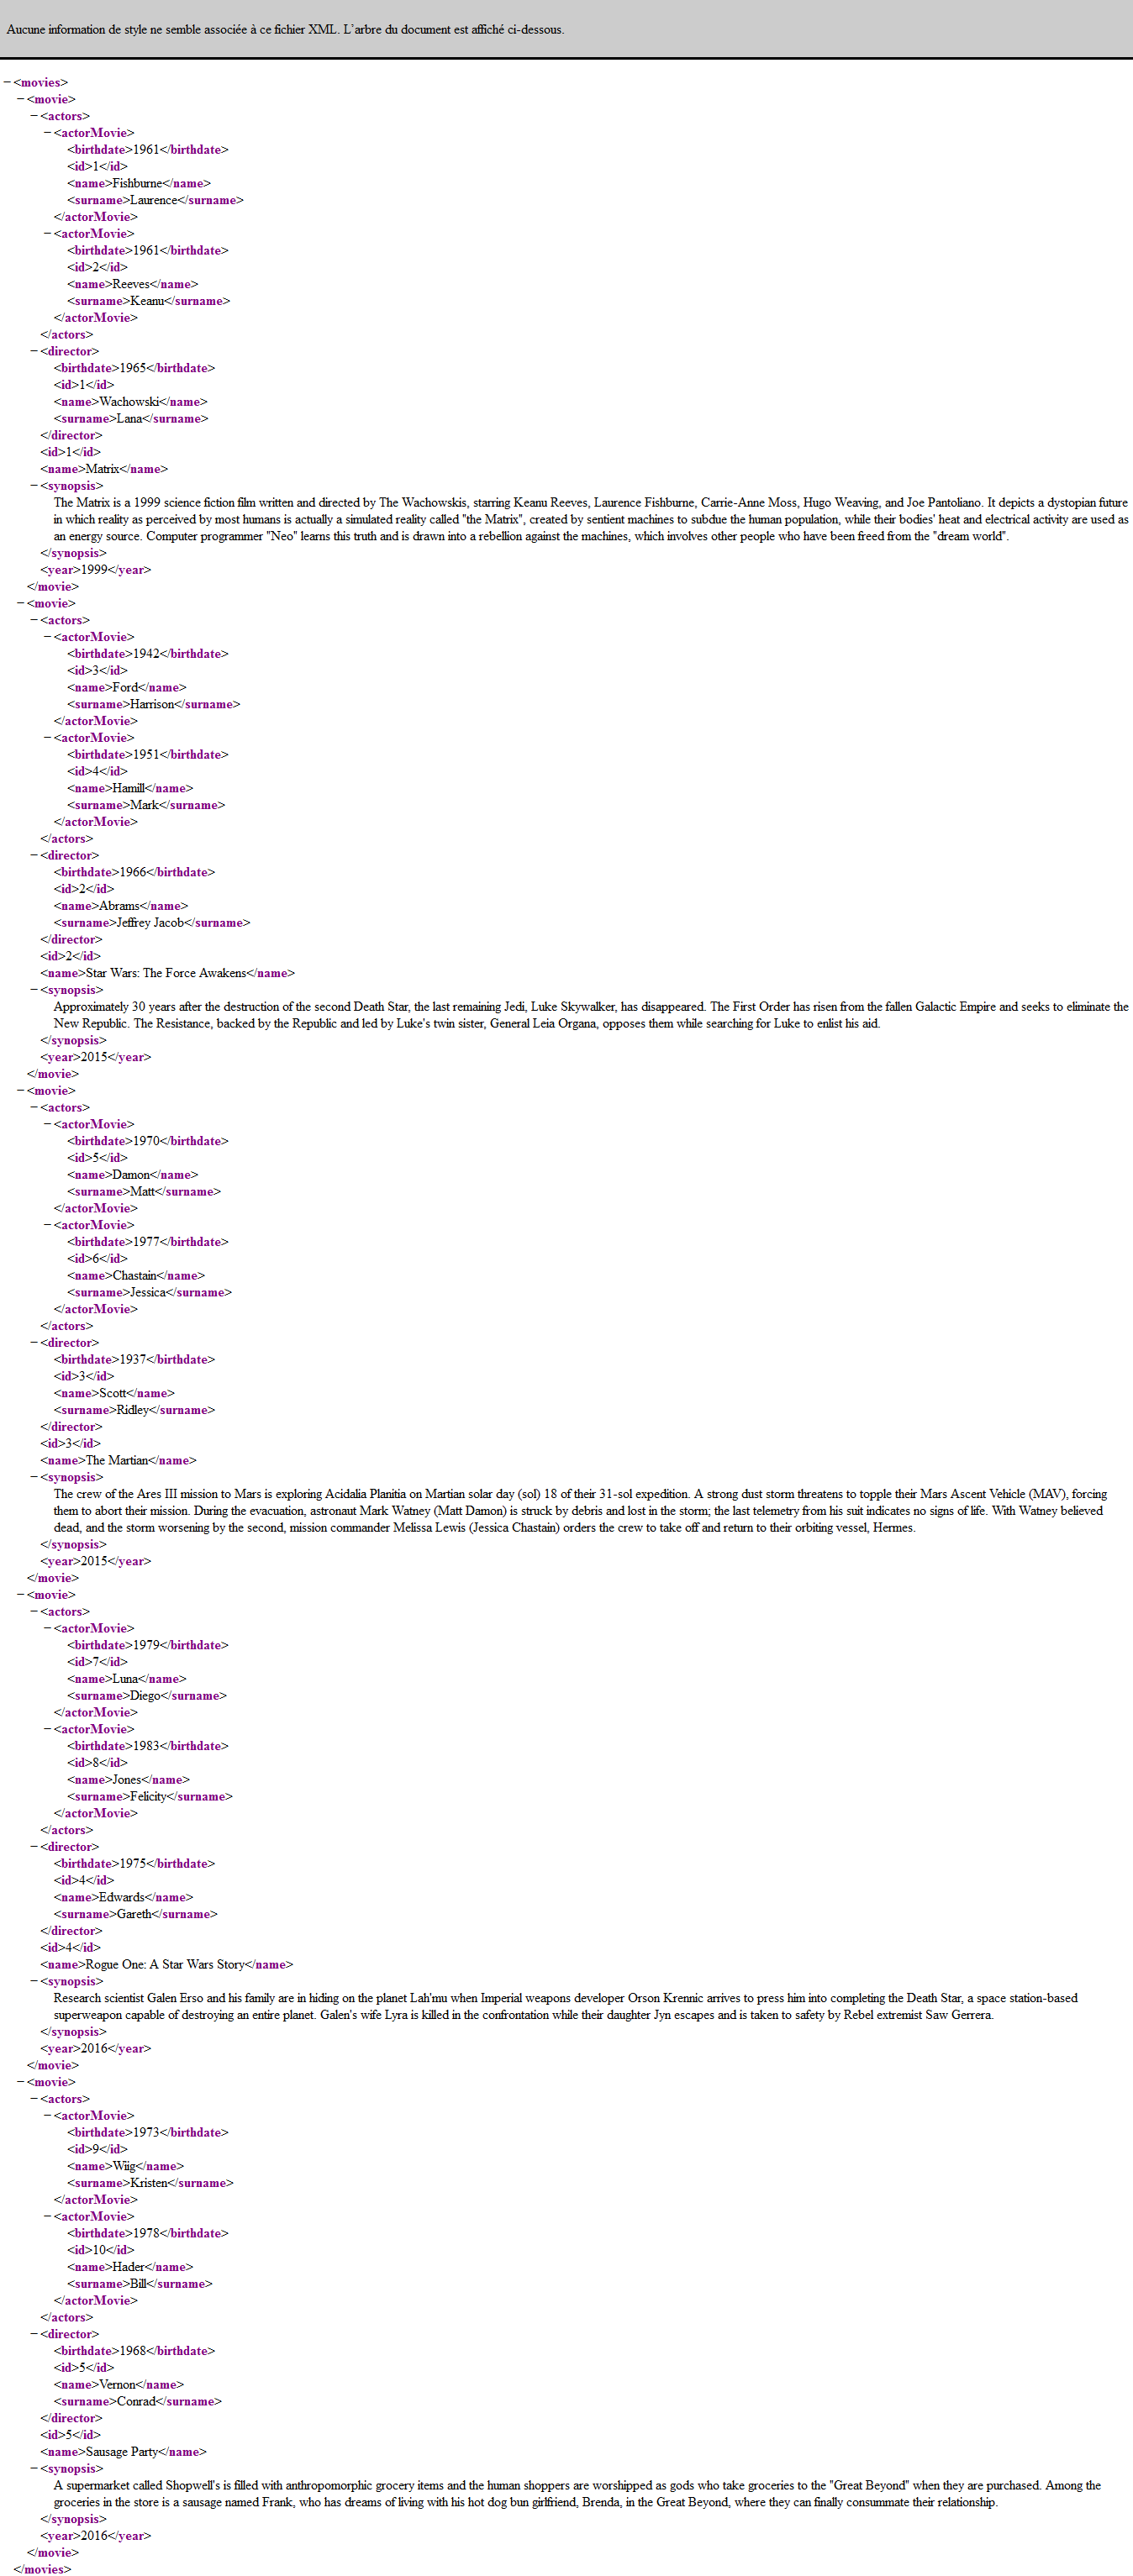 Aucune information de style ne semble associée à ce fichier XML. L’arbre du document est affiché ci-dessous.
−<movies>
−<movie>
−<actors>
−<actorMovie>
<birthdate>1961</birthdate>
<id>1</id>
<name>Fishburne</name>
<surname>Laurence</surname>
</actorMovie>
−<actorMovie>
<birthdate>1961</birthdate>
<id>2</id>
<name>Reeves</name>
<surname>Keanu</surname>
</actorMovie>
</actors>
−<director>
<birthdate>1965</birthdate>
<id>1</id>
<name>Wachowski</name>
<surname>Lana</surname>
</director>
<id>1</id>
<name>Matrix</name>
−<synopsis>
The Matrix is a 1999 science fiction film written and directed by The Wachowskis, starring Keanu Reeves, Laurence Fishburne, Carrie-Anne Moss, Hugo Weaving, and Joe Pantoliano. It depicts a dystopian future
in which reality as perceived by most humans is actually a simulated reality called "the Matrix", created by sentient machines to subdue the human population, while their bodies' heat and electrical activity are used as
an energy source. Computer programmer "Neo" learns this truth and is drawn into a rebellion against the machines, which involves other people who have been freed from the "dream world".
</synopsis>
<year>1999</year>
</movie>
−<movie>
−<actors>
−<actorMovie>
<birthdate>1942</birthdate>
<id>3</id>
<name>Ford</name>
<surname>Harrison</surname>
</actorMovie>
−<actorMovie>
<birthdate>1951</birthdate>
<id>4</id>
<name>Hamill</name>
<surname>Mark</surname>
</actorMovie>
</actors>
−<director>
<birthdate>1966</birthdate>
<id>2</id>
<name>Abrams</name>
<surname>Jeffrey Jacob</surname>
</director>
<id>2</id>
<name>Star Wars: The Force Awakens</name>
−<synopsis>
Approximately 30 years after the destruction of the second Death Star, the last remaining Jedi, Luke Skywalker, has disappeared. The First Order has risen from the fallen Galactic Empire and seeks to eliminate the
New Republic. The Resistance, backed by the Republic and led by Luke's twin sister, General Leia Organa, opposes them while searching for Luke to enlist his aid.
</synopsis>
<year>2015</year>
</movie>
−<movie>
−<actors>
−<actorMovie>
<birthdate>1970</birthdate>
<id>5</id>
<name>Damon</name>
<surname>Matt</surname>
</actorMovie>
−<actorMovie>
<birthdate>1977</birthdate>
<id>6</id>
<name>Chastain</name>
<surname>Jessica</surname>
</actorMovie>
</actors>
−<director>
<birthdate>1937</birthdate>
<id>3</id>
<name>Scott</name>
<surname>Ridley</surname>
</director>
<id>3</id>
<name>The Martian</name>
−<synopsis>
The crew of the Ares III mission to Mars is exploring Acidalia Planitia on Martian solar day (sol) 18 of their 31-sol expedition. A strong dust storm threatens to topple their Mars Ascent Vehicle (MAV), forcing
them to abort their mission. During the evacuation, astronaut Mark Watney (Matt Damon) is struck by debris and lost in the storm; the last telemetry from his suit indicates no signs of life. With Watney believed
dead, and the storm worsening by the second, mission commander Melissa Lewis (Jessica Chastain) orders the crew to take off and return to their orbiting vessel, Hermes.
</synopsis>
<year>2015</year>
</movie>
−<movie>
−<actors>
−<actorMovie>
<birthdate>1979</birthdate>
<id>7</id>
<name>Luna</name>
<surname>Diego</surname>
</actorMovie>
−<actorMovie>
<birthdate>1983</birthdate>
<id>8</id>
<name>Jones</name>
<surname>Felicity</surname>
</actorMovie>
</actors>
−<director>
<birthdate>1975</birthdate>
<id>4</id>
<name>Edwards</name>
<surname>Gareth</surname>
</director>
<id>4</id>
<name>Rogue One: A Star Wars Story</name>
−<synopsis>
Research scientist Galen Erso and his family are in hiding on the planet Lah'mu when Imperial weapons developer Orson Krennic arrives to press him into completing the Death Star, a space station-based
superweapon capable of destroying an entire planet. Galen's wife Lyra is killed in the confrontation while their daughter Jyn escapes and is taken to safety by Rebel extremist Saw Gerrera.
</synopsis>
<year>2016</year>
</movie>
−<movie>
−<actors>
−<actorMovie>
<birthdate>1973</birthdate>
<id>9</id>
<name>Wiig</name>
<surname>Kristen</surname>
</actorMovie>
−<actorMovie>
<birthdate>1978</birthdate>
<id>10</id>
<name>Hader</name>
<surname>Bill</surname>
</actorMovie>
</actors>
−<director>
<birthdate>1968</birthdate>
<id>5</id>
<name>Vernon</name>
<surname>Conrad</surname>
</director>
<id>5</id>
<name>Sausage Party</name>
−<synopsis>
A supermarket called Shopwell's is filled with anthropomorphic grocery items and the human shoppers are worshipped as gods who take groceries to the "Great Beyond" when they are purchased. Among the
groceries in the store is a sausage named Frank, who has dreams of living with his hot dog bun girlfriend, Brenda, in the Great Beyond, where they can finally consummate their relationship.
</synopsis>
<year>2016</year>
</movie>
</movies>